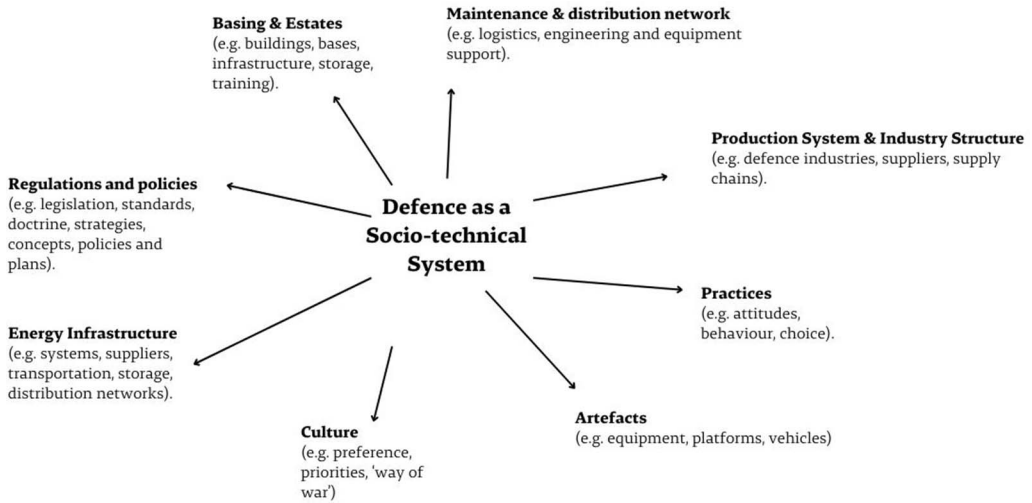 Basing & Estates
(e.g. buildings, bases,
infrastructure, storage,
training).
Maintenance & distribution network
(e.g. logistics, engineering and equipment
support).
Production System & Industry Structure
(e.g. defence industries, suppliers, supply
chains).
Regulations and policies
(e.g. legislation, standards,
doctrine, strategies,
concepts, policies and
plans).
Defence as a
Socio-technical
System
Practices
(e.g. attitudes,
behaviour, choice).
Energy Infrastructure
(e.g. systems, suppliers,
transportation, storage,
distribution networks).
Artefacts
(e.g. equipment, platforms, vehicles)
Culture
(e.g. preference,
priorities, ‘way of
war’)